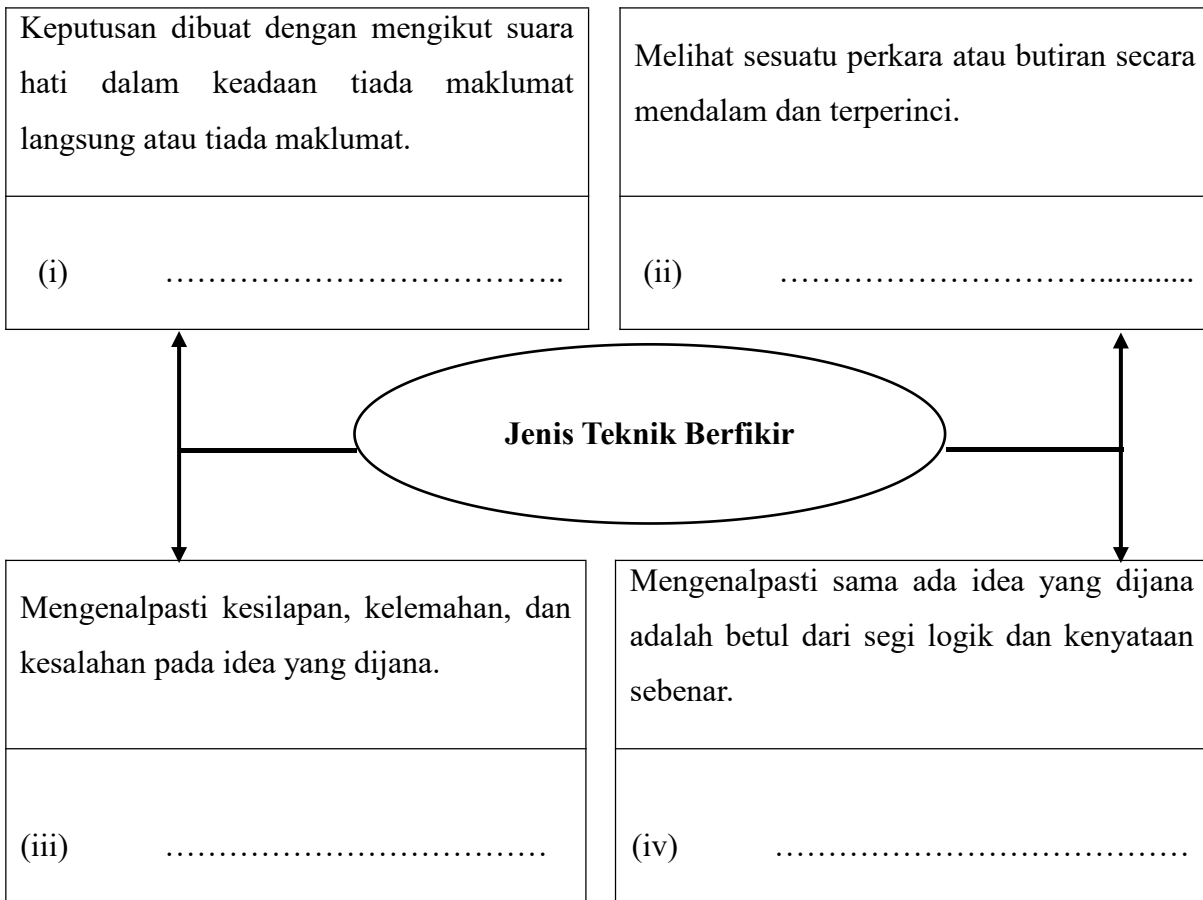 Keputusan dibuat dengan mengikut suara
hati dalam keadaan tiada maklumat
langsung atau tiada maklumat.
(i) …………………………………..
Melihat sesuatu perkara atau butiran secara
mendalam dan terperinci.
(ii) …………………………...........
Jenis Teknik Berfikir
Mengenalpasti kesilapan, kelemahan, dan
kesalahan pada idea yang dijana.
(iii) ………………………………
Mengenalpasti sama ada idea yang dijana
adalah betul dari segi logik dan kenyataan
sebenar.
(iv) …………………………………